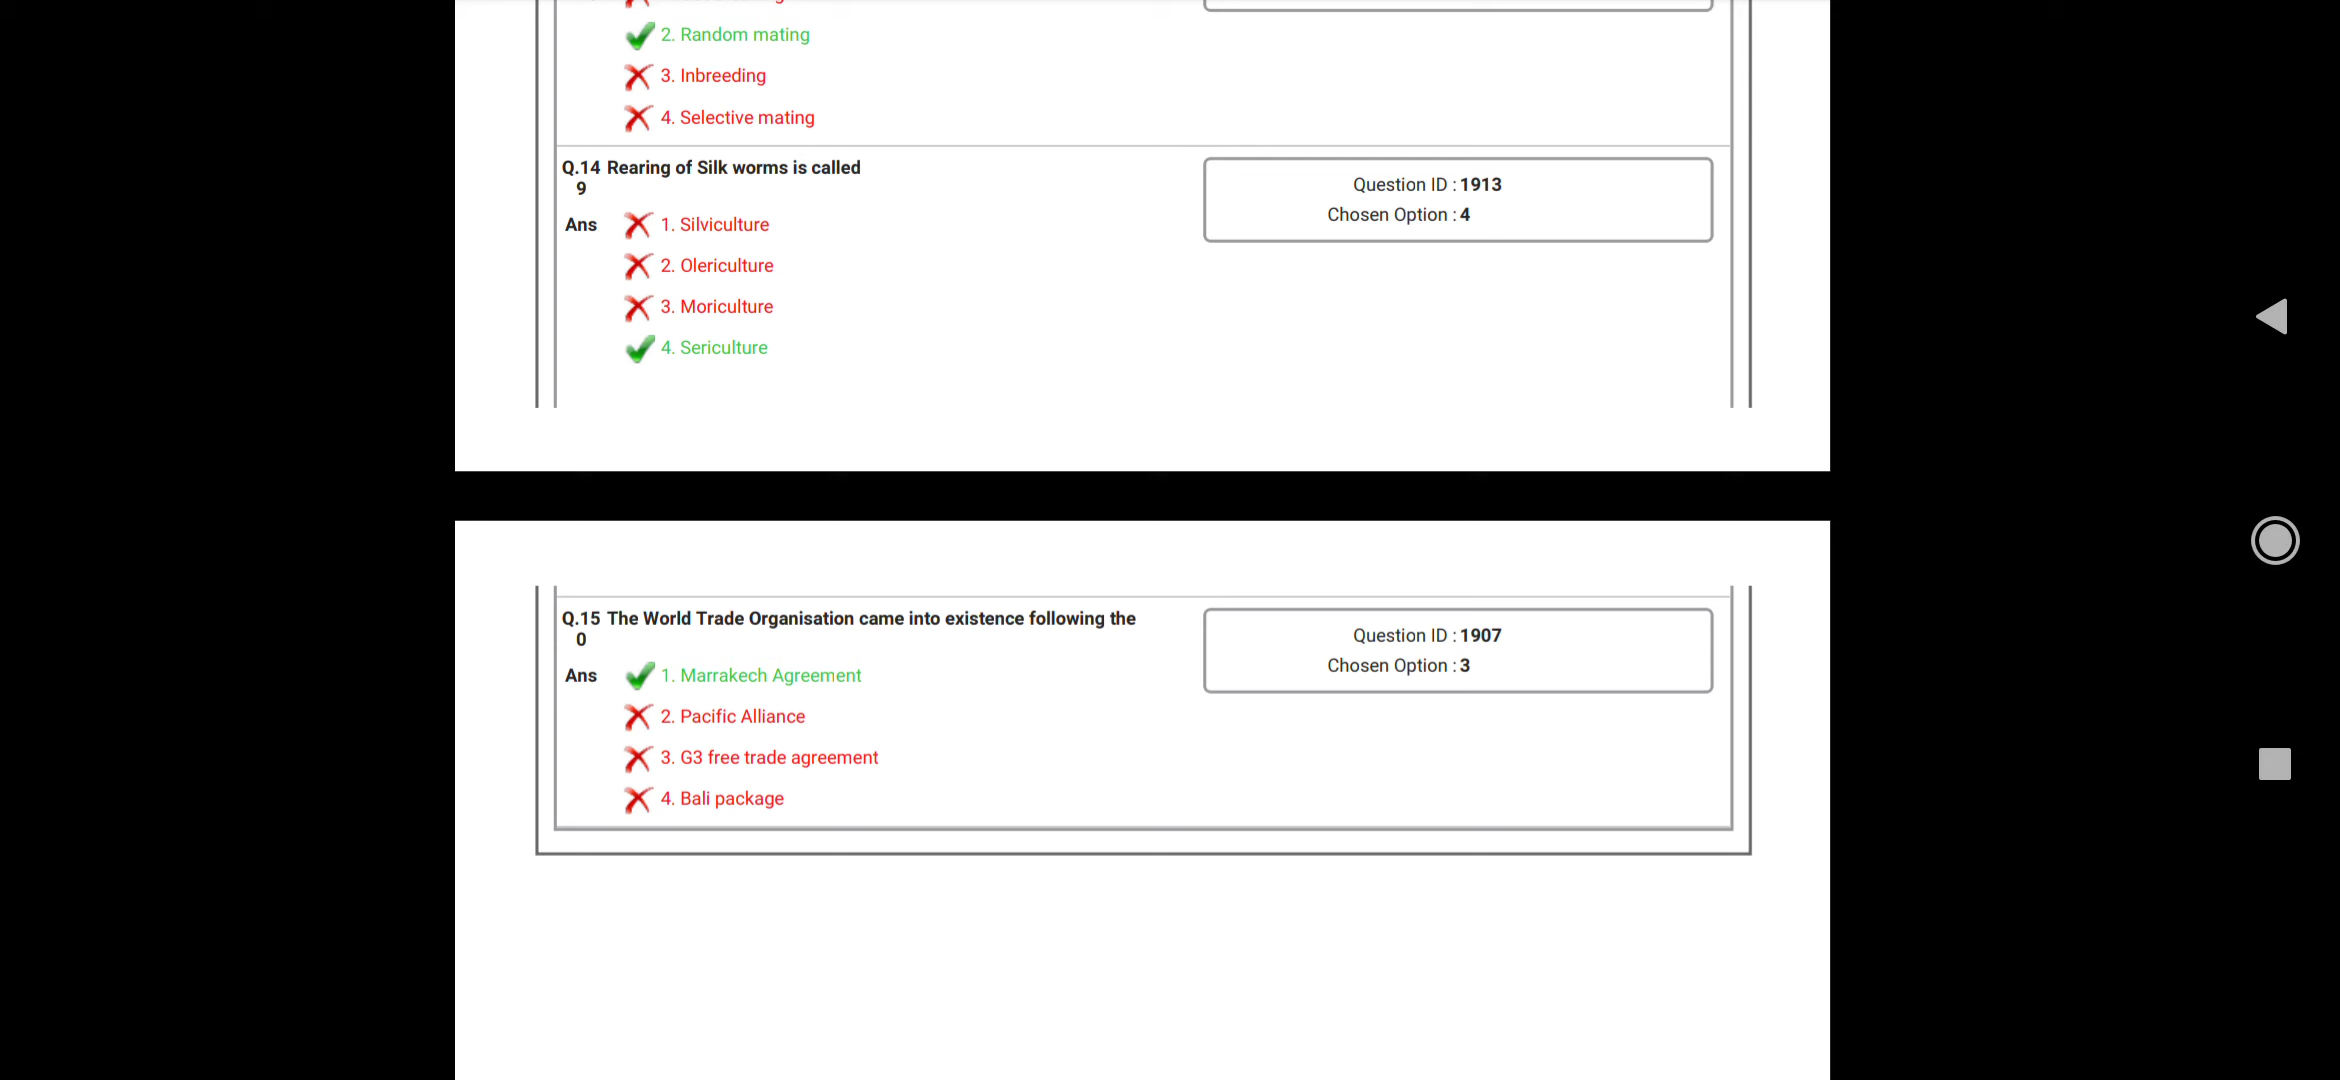 2. Random mating
3. Inbreeding
4. Selective mating
Q.14 Rearing of Silk worms is called
9
Question ID : 1913
Chosen Option : 4
Ans
1. Silviculture
2. Olericulture
3. Moriculture
4. Sericulture
Q.15 The World Trade Organisation came into existence following the
0
Question ID : 1907
Chosen Option : 3
Ans
1. Marrakech Agreement
2. Pacific Alliance
3. G3 free trade agreement
4. Bali package